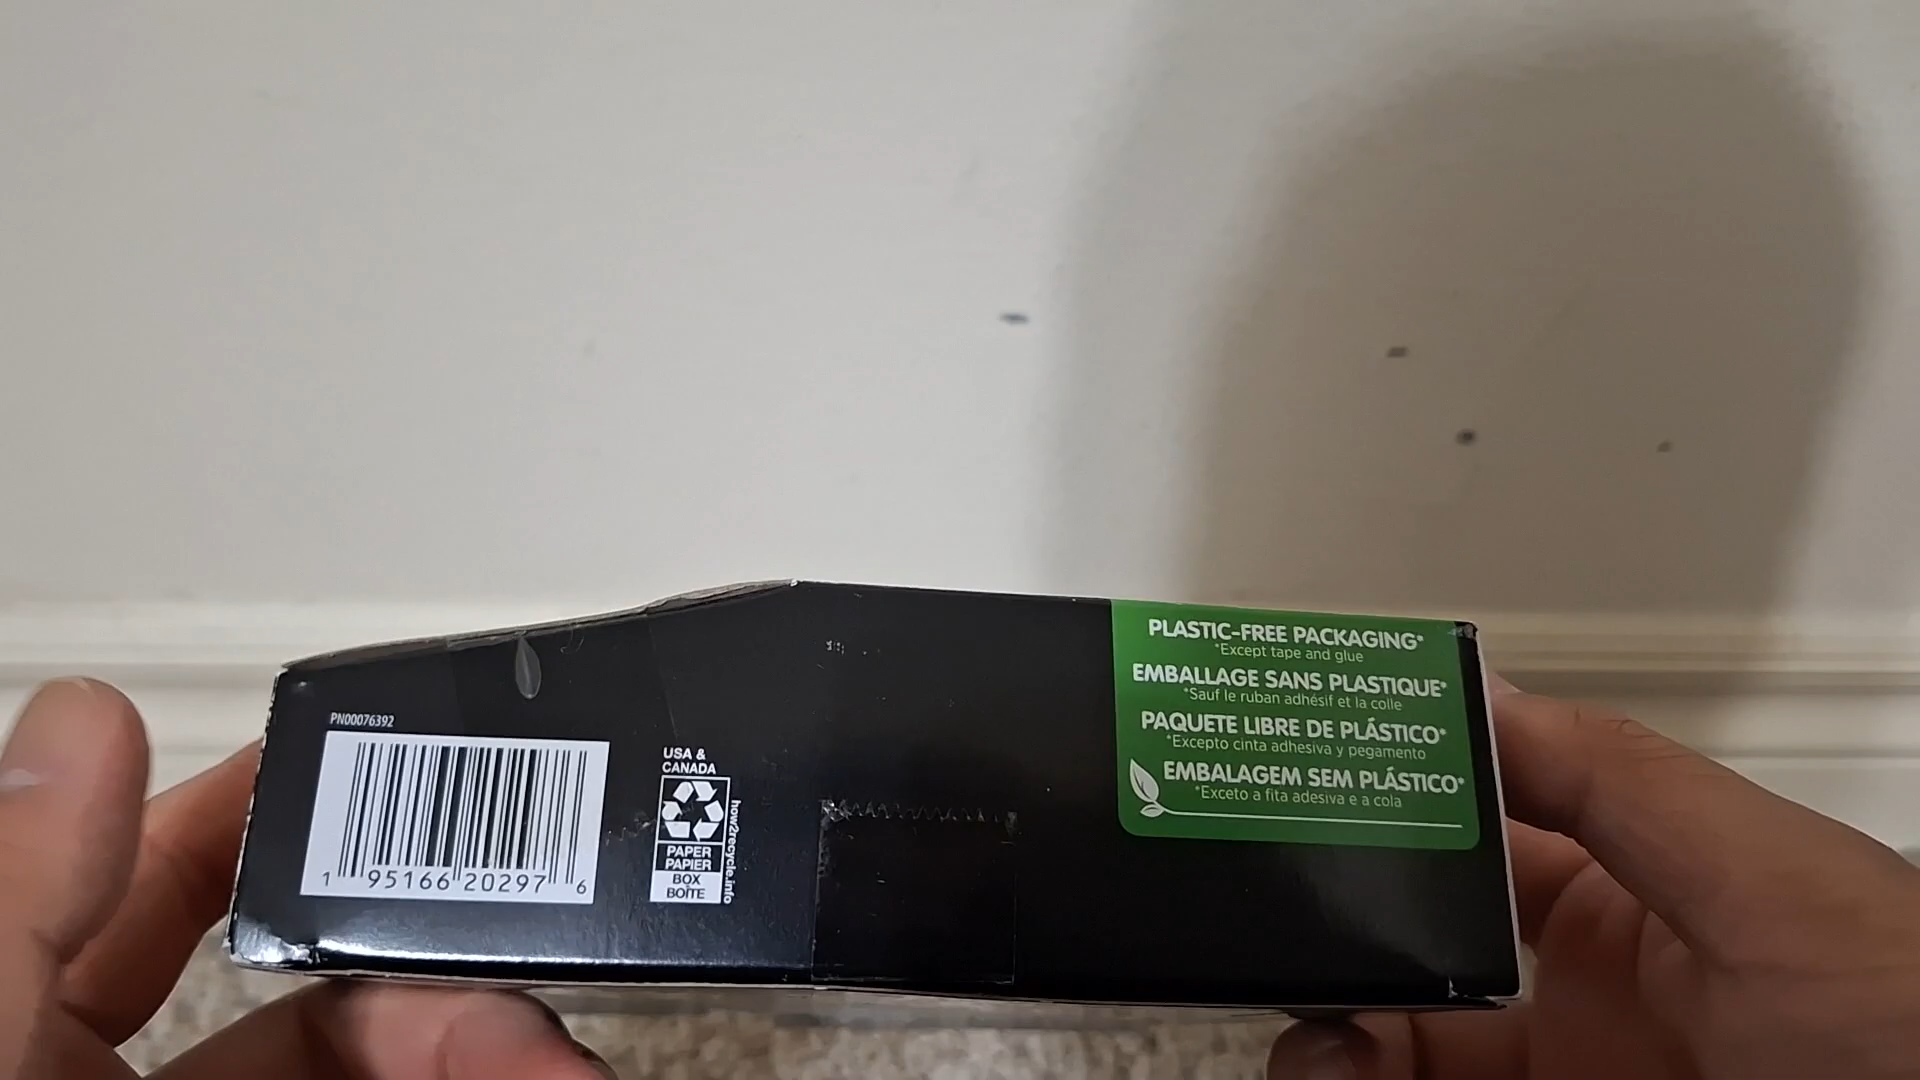 PN00076392
1 95166 20297 6
USA &
CANADA
PAPER
PAPIER
BOX
BOÎTE
how2recycle.info
PLASTIC-FREE PACKAGING*
*Except tape and glue
EMBALLAGE SANS PLASTIQUE*
*Sauf le ruban adhésif et la colle
PAQUETE LIBRE DE PLÁSTICO*
*Excepto cinta adhesiva y pegamento
EMBALAGEM SEM PLÁSTICO*
*Exceto a fita adesiva e a cola